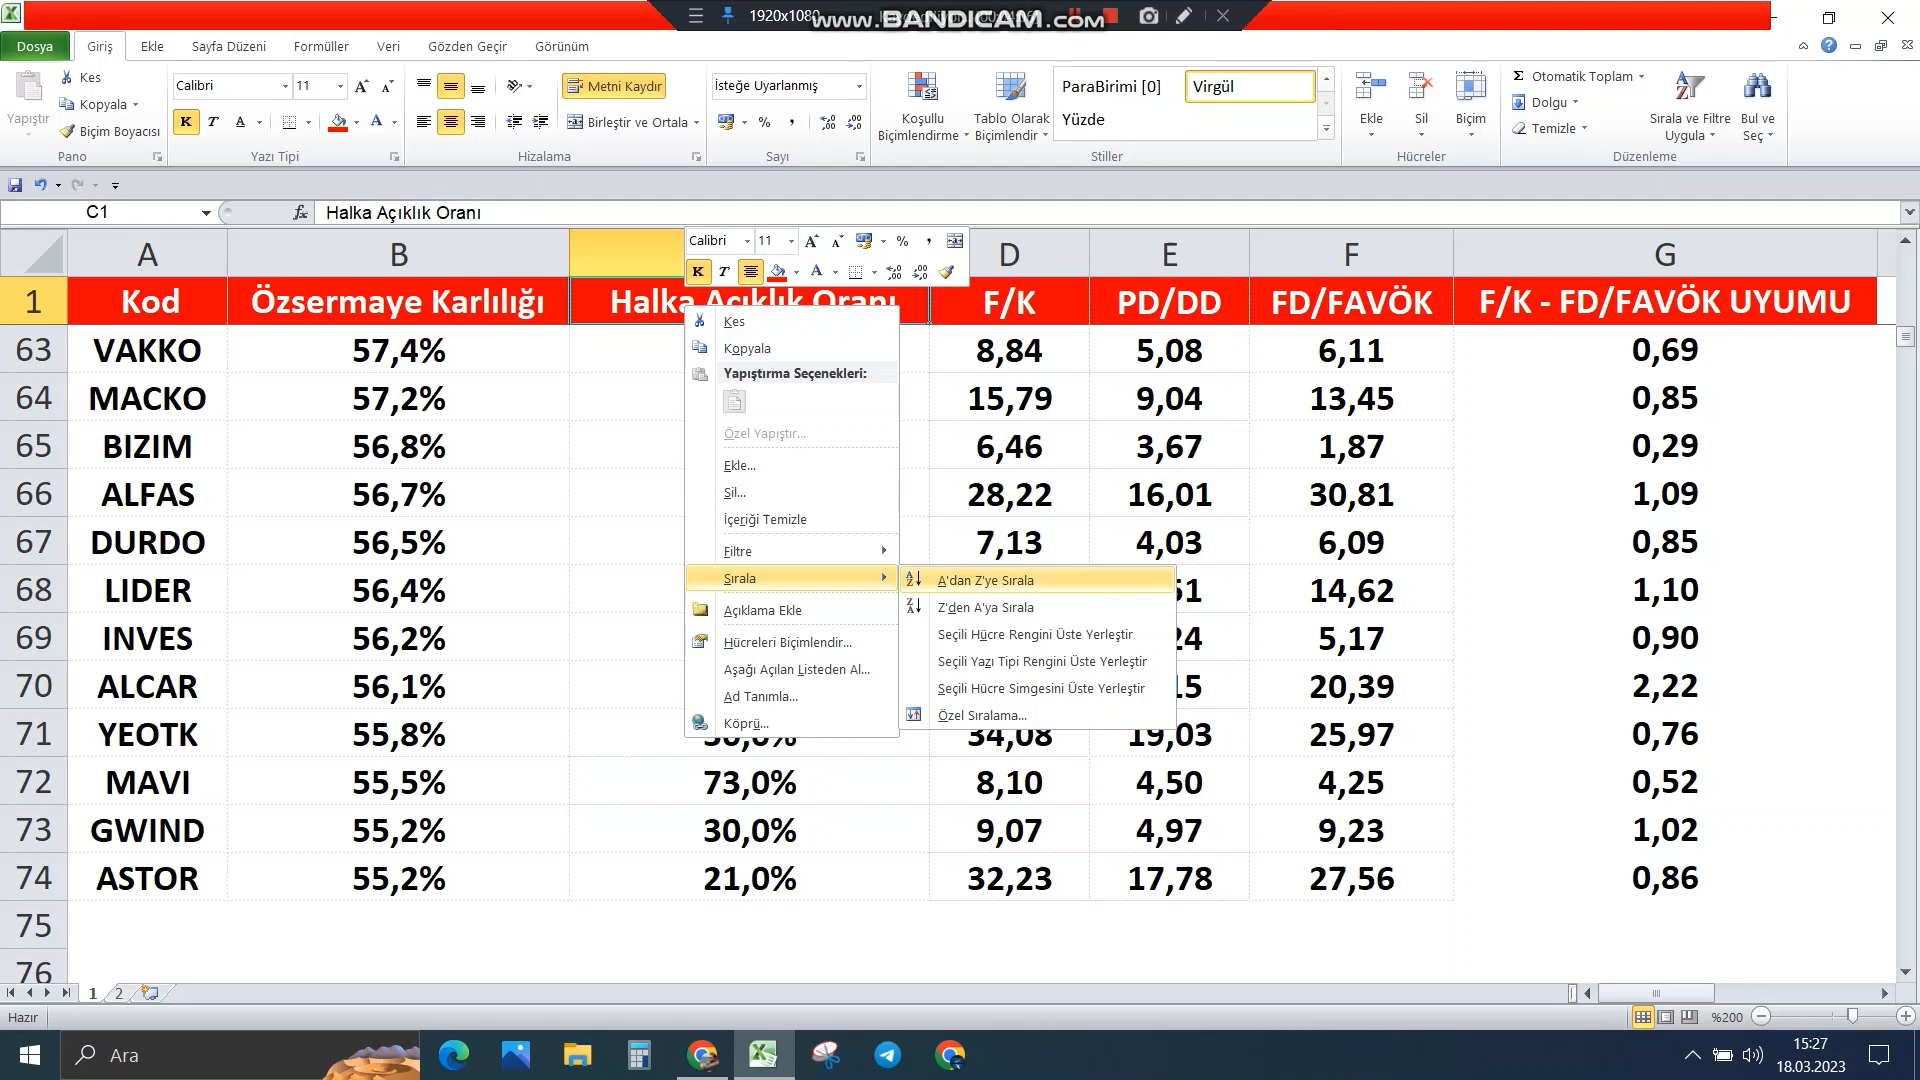 1920x1080
www.BANDICAM.com
Dosya Giriş Ekle Sayfa Düzeni Formüller Veri Gözden Geçir Görünüm
Yapıştır
Kes
Kopyala
Biçim Boyacısı
Pano
Calibri 11
K T A
Yazı Tipi
Metni Kaydır
Birleştir ve Ortala
Hizalama
İsteğe Uyarlanmış
Sayı
Koşullu Biçimlendirme
Tablo Olarak Biçimlendir
ParaBirimi [0] Virgül
Yüzde
Stiller
Ekle Sil Biçim
Hücreler
Otomatik Toplam
Dolgu
Temizle
Sırala ve Filtre Uygula
Bul ve Seç
Düzenleme
C1 fx Halka Açıklık Oranı
Calibri 11
K T A
A B D E F G
1 Kod Özsermaye Karlılığı Halka Açıklık Oranı F/K PD/DD FD/FAVÖK F/K - FD/FAVÖK UYUMU
63 VAKKO 57,4% 8,84 5,08 6,11 0,69
64 MACKO 57,2% 15,79 9,04 13,45 0,85
65 BIZIM 56,8% 6,46 3,67 1,87 0,29
66 ALFAS 56,7% 28,22 16,01 30,81 1,09
67 DURDO 56,5% 7,13 4,03 6,09 0,85
68 LIDER 56,4% 14,62 1,10
69 INVES 56,2% 5,17 0,90
70 ALCAR 56,1% 20,39 2,22
71 YEOTK 55,8% 34,08 19,03 25,97 0,76
72 MAVI 55,5% 73,0% 8,10 4,50 4,25 0,52
73 GWIND 55,2% 30,0% 9,07 4,97 9,23 1,02
74 ASTOR 55,2% 21,0% 32,23 17,78 27,56 0,86
75
76
Kes
Kopyala
Yapıştırma Seçenekleri:
Özel Yapıştır...
Ekle...
Sil...
İçeriği Temizle
Filtre
Sırala
Açıklama Ekle
Hücreleri Biçimlendir...
Aşağı Açılan Listeden Al...
Ad Tanımla...
Köprü...
A'dan Z'ye Sırala
Z'den A'ya Sırala
Seçili Hücre Rengini Üste Yerleştir
Seçili Yazı Tipi Rengini Üste Yerleştir
Seçili Hücre Simgesini Üste Yerleştir
Özel Sıralama...
1 2
Hazır
%200
Ara
15:27
18.03.2023